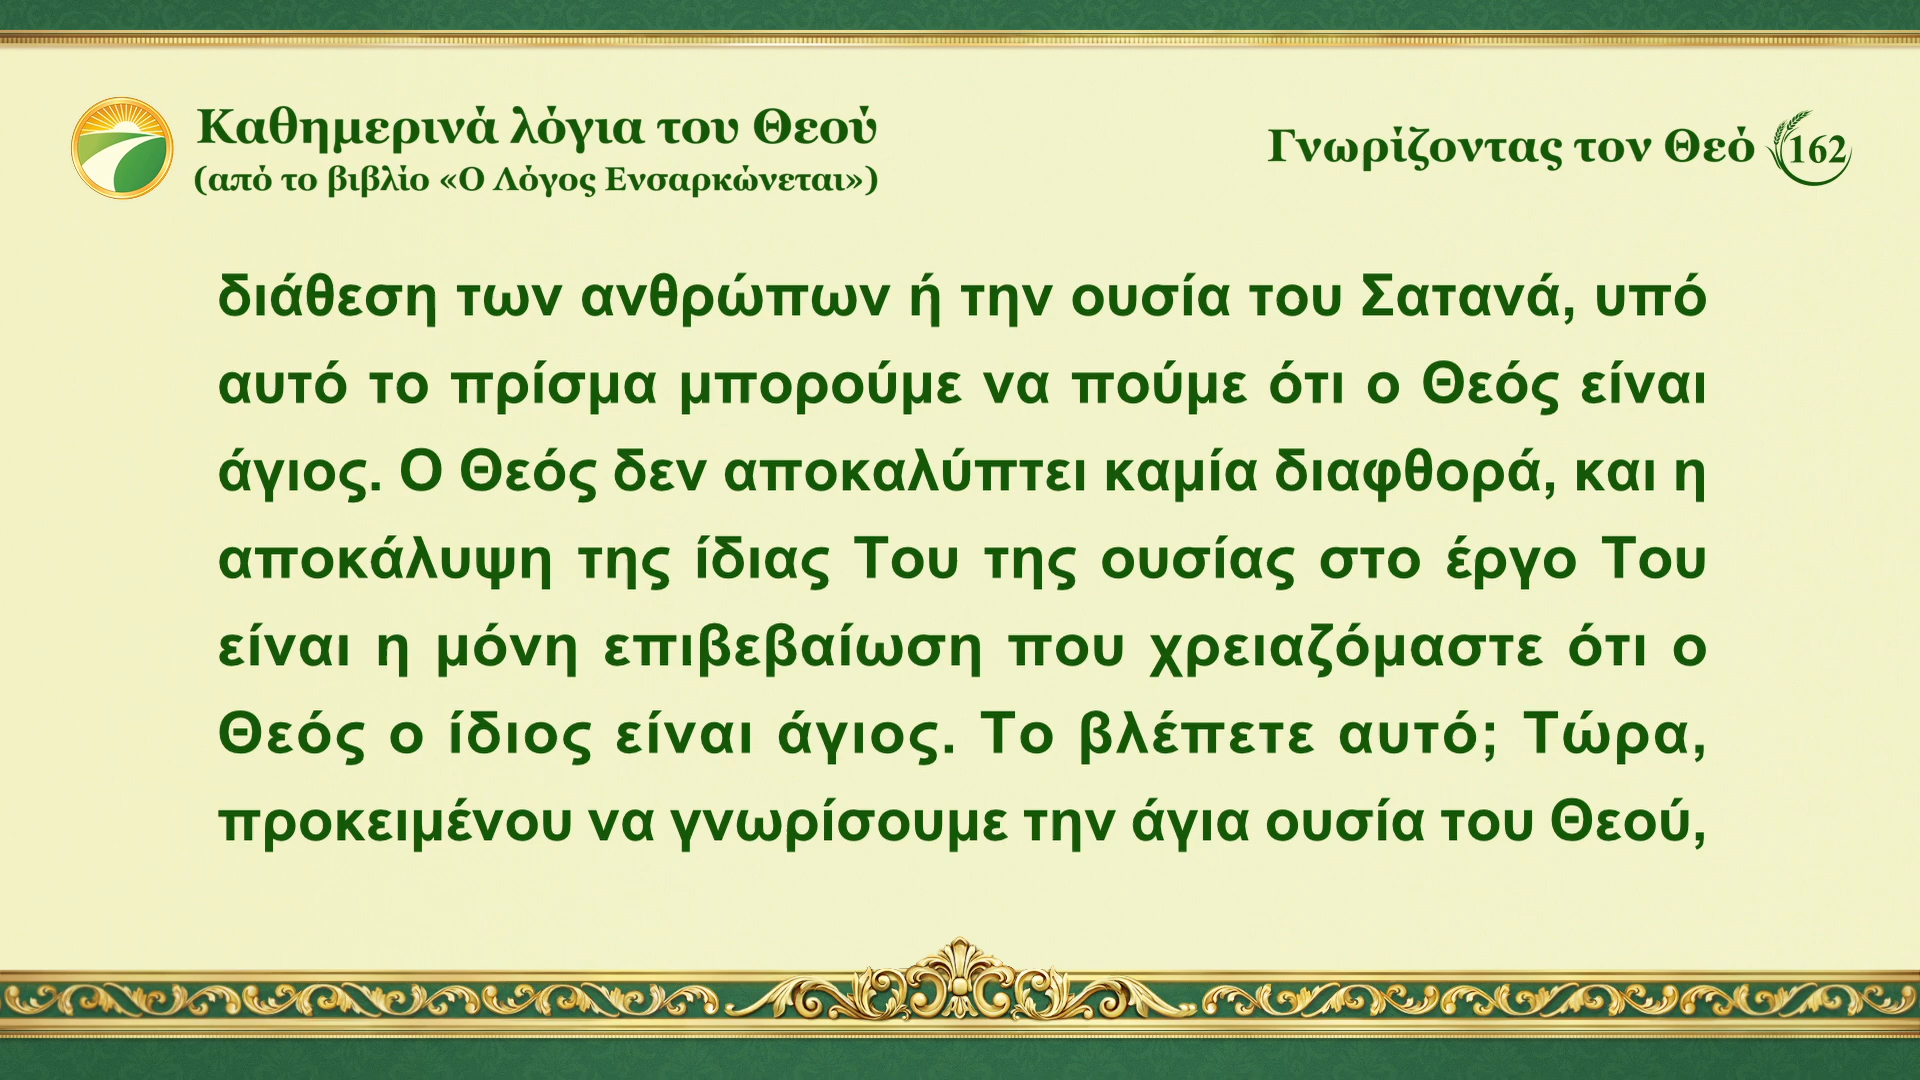 Καθημερινά λόγια του Θεού
(από το βιβλίο «Ο Λόγος Ενσαρκώνεται»)
Γνωρίζοντας τον Θεό 162
διάθεση των ανθρώπων ή την ουσία του Σατανά, υπό
αυτό το πρίσμα μπορούμε να πούμε ότι ο Θεός είναι
άγιος. Ο Θεός δεν αποκαλύπτει καμία διαφθορά, και η
αποκάλυψη της ίδιας Του της ουσίας στο έργο Του
είναι η μόνη επιβεβαίωση που χρειαζόμαστε ότι ο
Θεός ο ίδιος είναι άγιος. Το βλέπετε αυτό; Τώρα,
προκειμένου να γνωρίσουμε την άγια ουσία του Θεού,